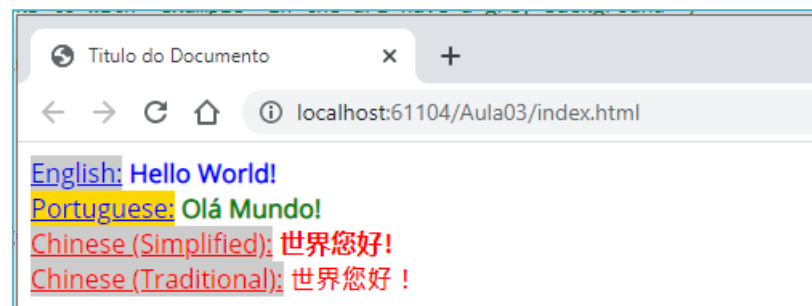 Titulo do Documento
localhost:61104/Aula03/index.html
English: Hello World!
Portuguese: Olá Mundo!
Chinese (Simplified): 世界您好!
Chinese (Traditional): 世界您好！